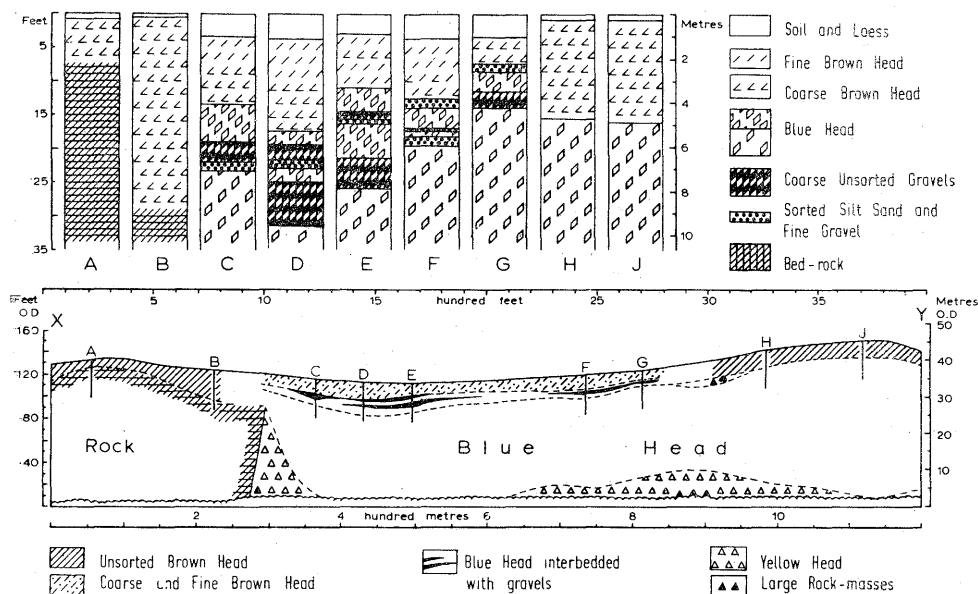 Feet
5
15
25
35
A B C D E F G H J
Metres
2
4
6
8
10
Soil and Loess
Fine Brown Head
Coarse Brown Head
Blue Head
Coarse Unsorted Gravels
Sorted Silt Sand and
Fine Gravel
Bed-rock
Feet
O.D
X
5 10 15 hundred feet 25 30 35
Y
Metres
O.D
160
120
80
40
A B C D E F G H J
50
40
30
20
10
Rock Blue Head
2 4 6 8 10
hundred metres
Unsorted Brown Head
Coarse and Fine Brown Head
Blue Head interbedded
with gravels
Yellow Head
Large Rock-masses